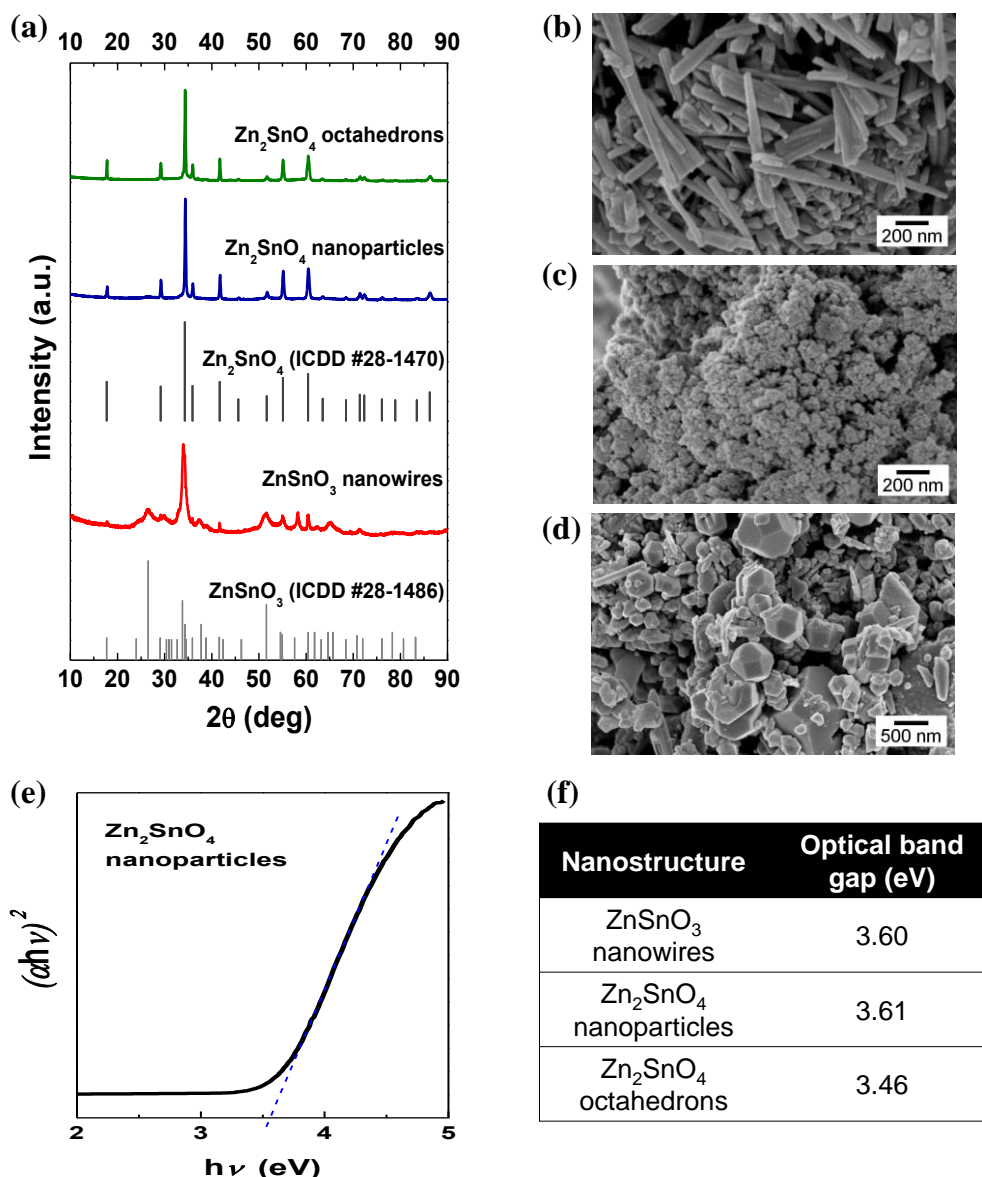 (a)
10 20 30 40 50 60 70 80 90
Zn2SnO4 octahedrons
Zn2SnO4 nanoparticles
Zn2SnO4 (ICDD #28-1470)
ZnSnO3 nanowires
ZnSnO3 (ICDD #28-1486)
Intensity (a.u.)
10 20 30 40 50 60 70 80 90
2θ (deg)
(b)
200 nm
(c)
200 nm
(d)
500 nm
(e)
Zn2SnO4
nanoparticles
(αhν)2
2 3 4 5
hν (eV)
(f)
Nanostructure
Optical band
gap (eV)
ZnSnO3
nanowires
3.60
Zn2SnO4
nanoparticles
3.61
Zn2SnO4
octahedrons
3.46